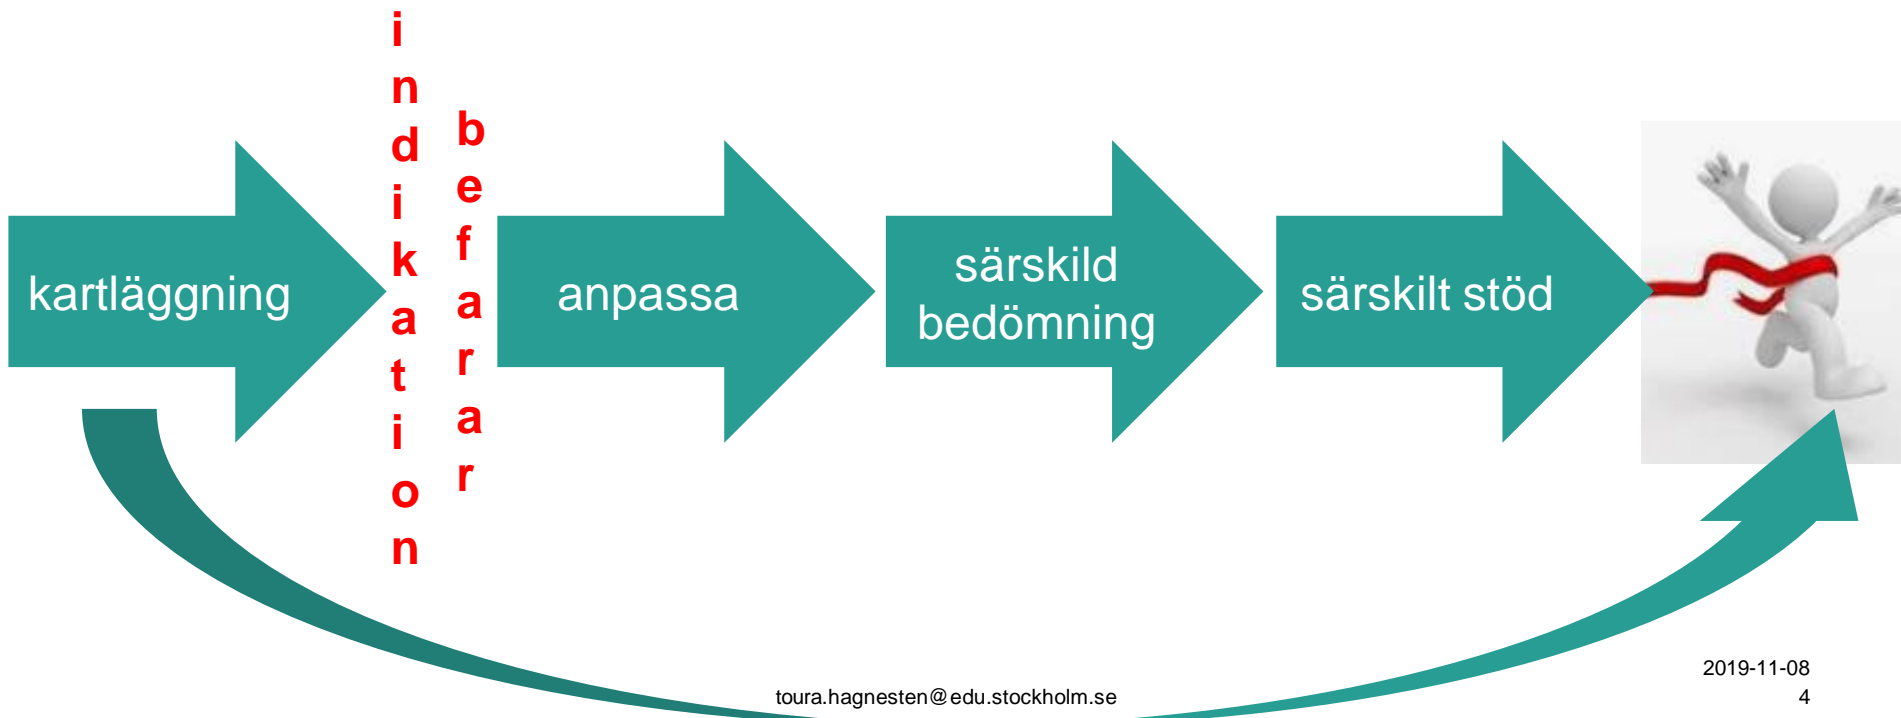 kartläggning
indikation
befarar
anpassa
särskild
bedömning
särskilt stöd
toura.hagnesten@edu.stockholm.se
2019-11-08
4